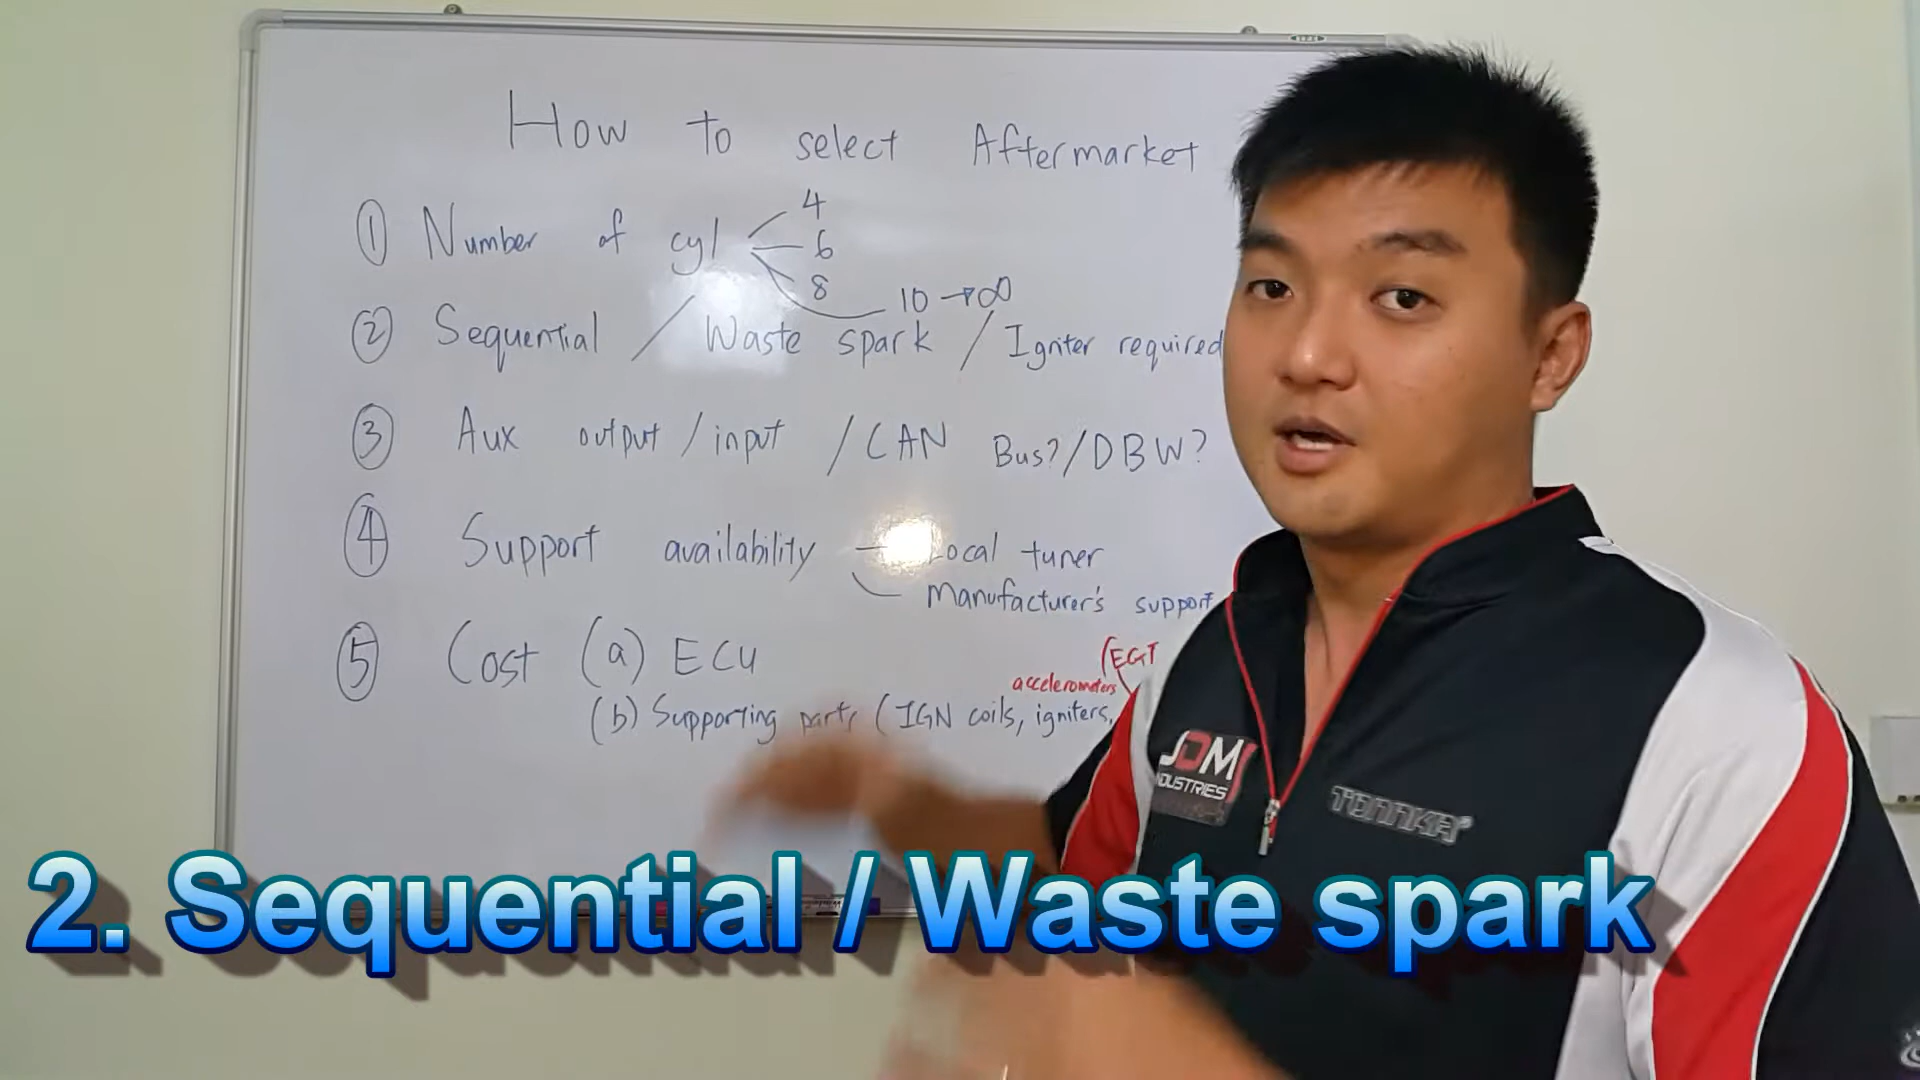 How to select Aftermarket
① Number of cyl 4
6
8
10 → ∞
② Sequential / Waste spark / Igniter required
③ Aux output / input / CAN Bus? / DBW?
④ Support availability - Local tuner
manufacturer's support
⑤ Cost (a) ECU
(EGT
accelerometers
(b) Supporting parts (IGN coils, igniters,
JDM
INDUSTRIES
TONNKA
2. Sequential / Waste spark